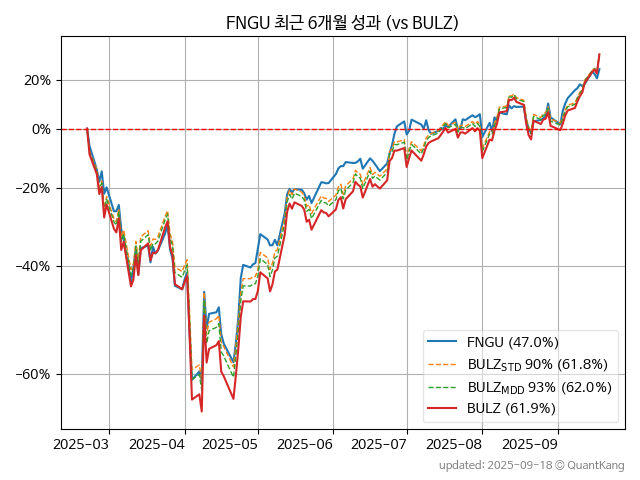 FNGU 최근 6개월 성과 (vs BULZ)
20%
0%
−20%
−40%
−60%
FNGU (47.0%)
BULZSTD 90% (61.8%)
BULZMDD 93% (62.0%)
BULZ (61.9%)
2025-03 2025-04 2025-05 2025-06 2025-07 2025-08 2025-09
updated: 2025-09-18 © QuantKang